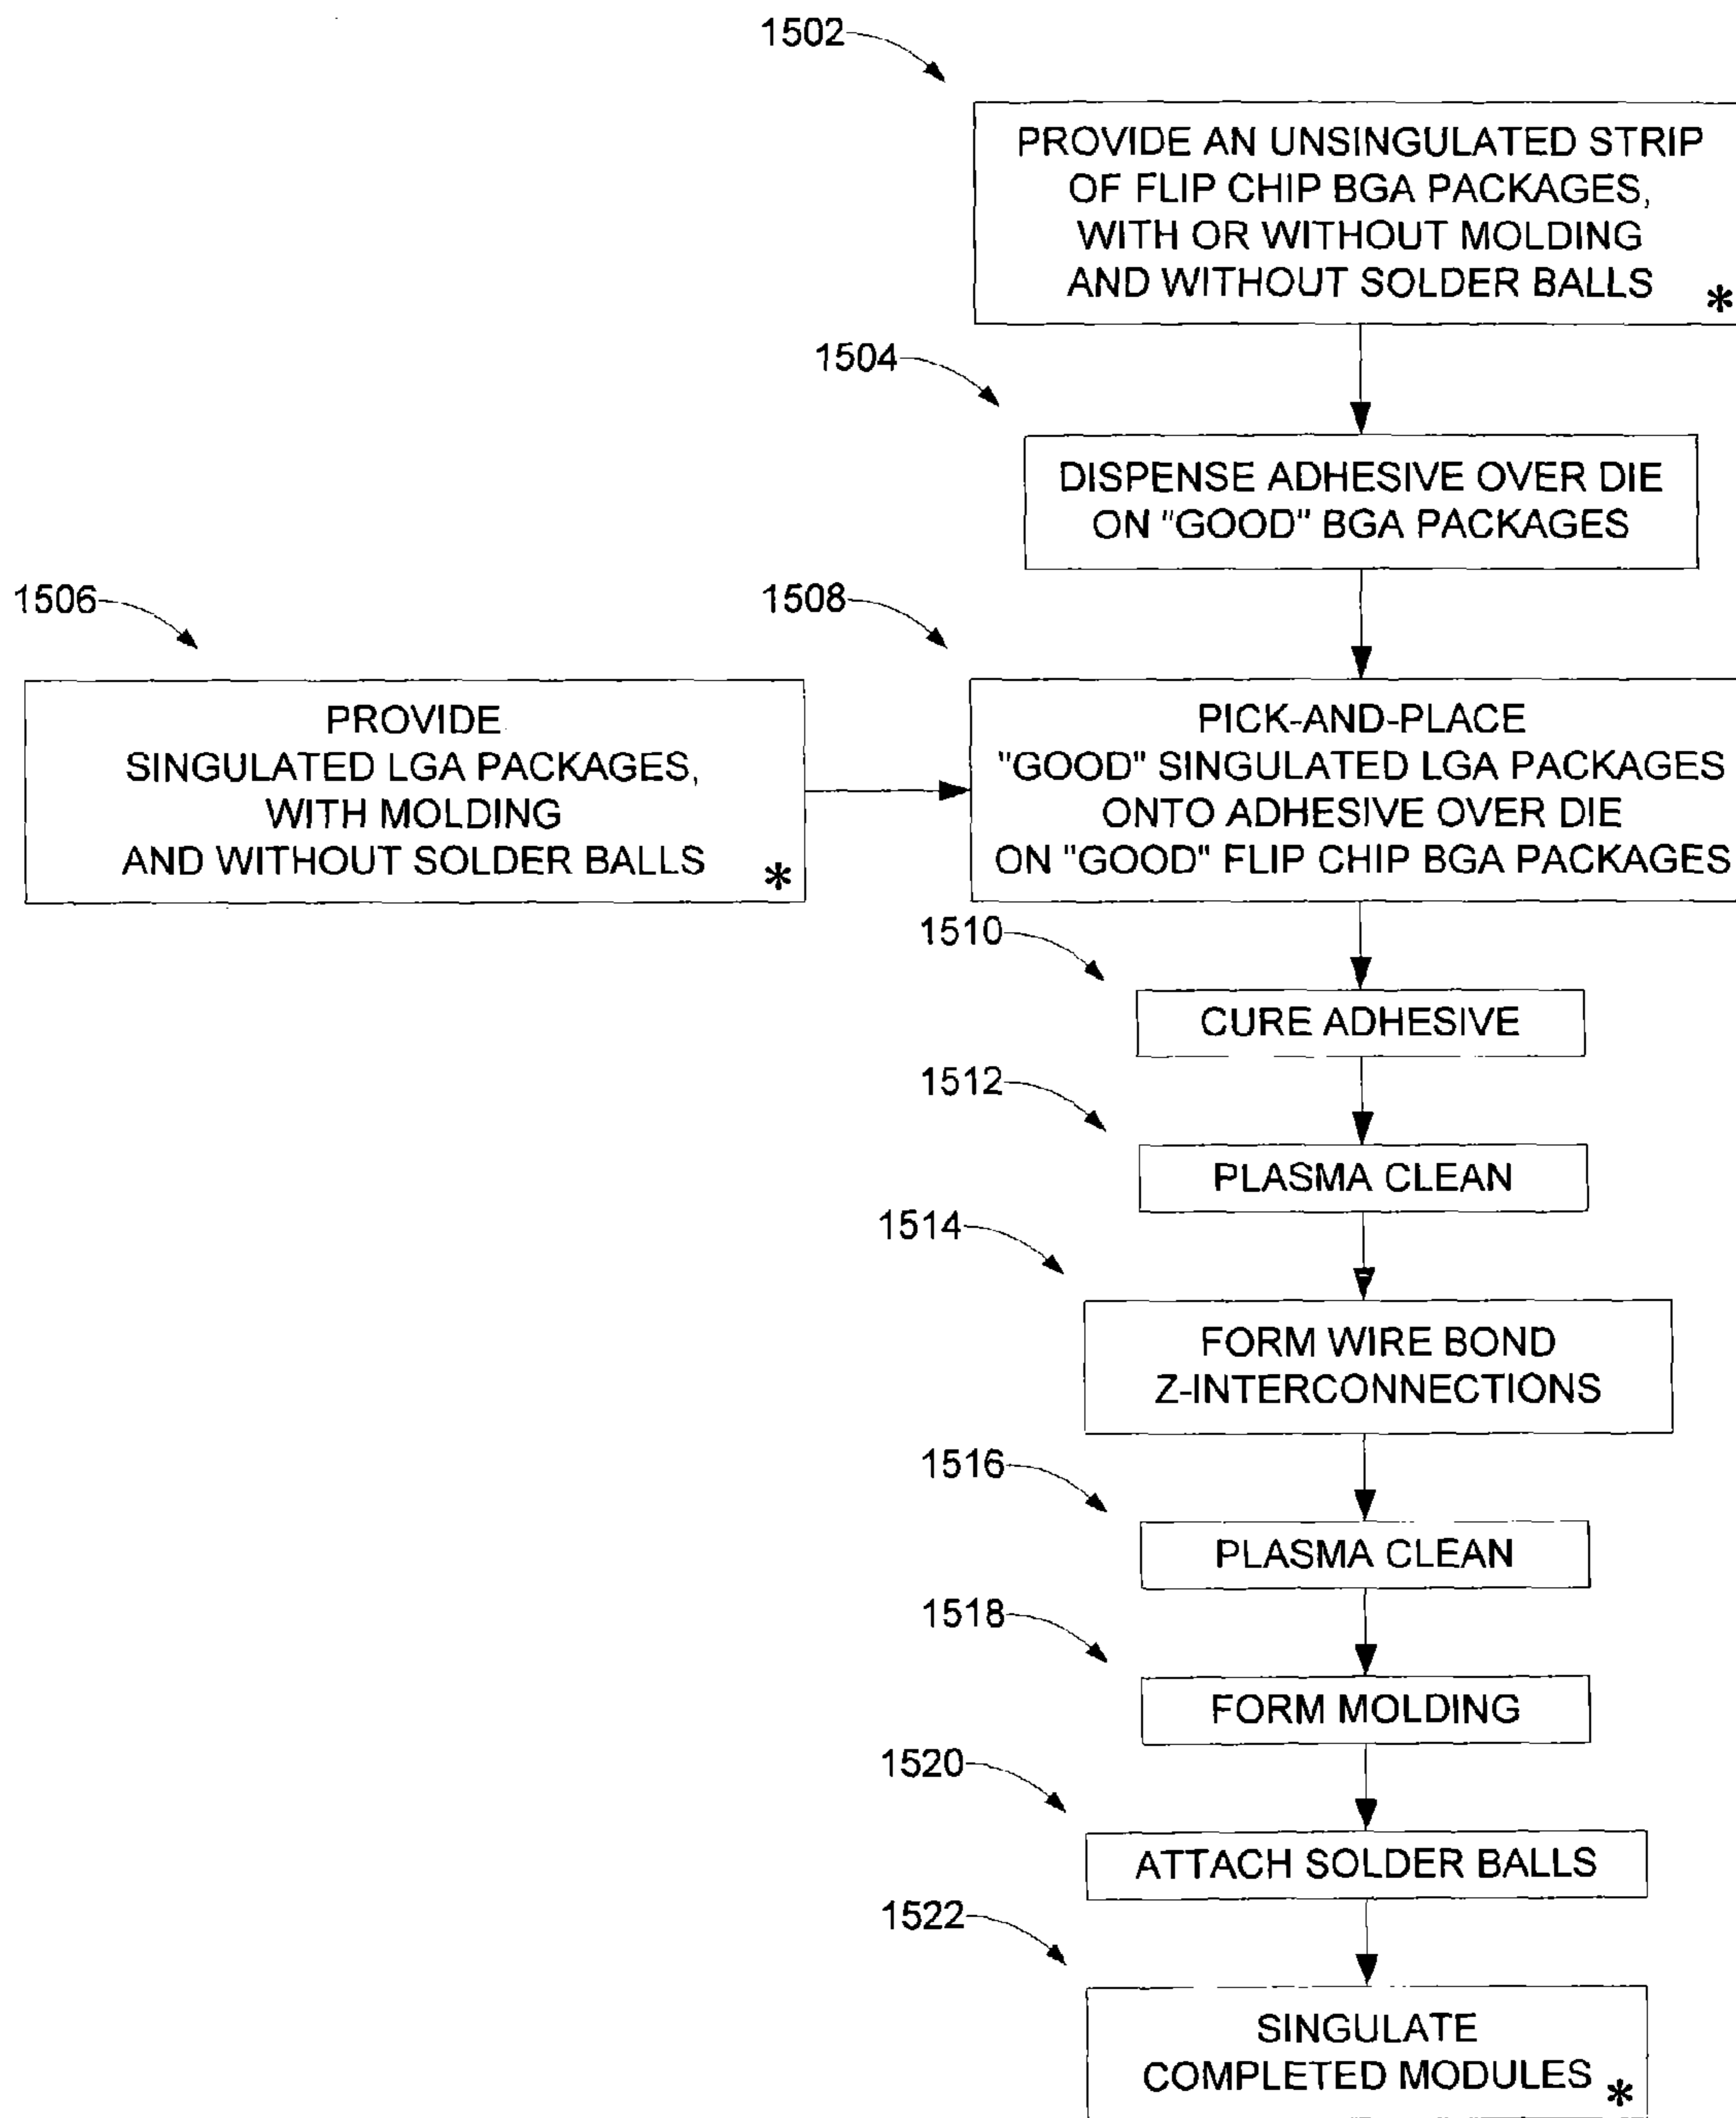 1502
PROVIDE AN UNSINGULATED STRIP
OF FLIP CHIP BGA PACKAGES,
WITH OR WITHOUT MOLDING
AND WITHOUT SOLDER BALLS *
1504
DISPENSE ADHESIVE OVER DIE
ON "GOOD" BGA PACKAGES
1506
PROVIDE
SINGULATED LGA PACKAGES,
WITH MOLDING
AND WITHOUT SOLDER BALLS *
1508
PICK-AND-PLACE
"GOOD" SINGULATED LGA PACKAGES
ONTO ADHESIVE OVER DIE
ON "GOOD" FLIP CHIP BGA PACKAGES
1510
CURE ADHESIVE
1512
PLASMA CLEAN
1514
FORM WIRE BOND
Z-INTERCONNECTIONS
1516
PLASMA CLEAN
1518
FORM MOLDING
1520
ATTACH SOLDER BALLS
1522
SINGULATE
COMPLETED MODULES *